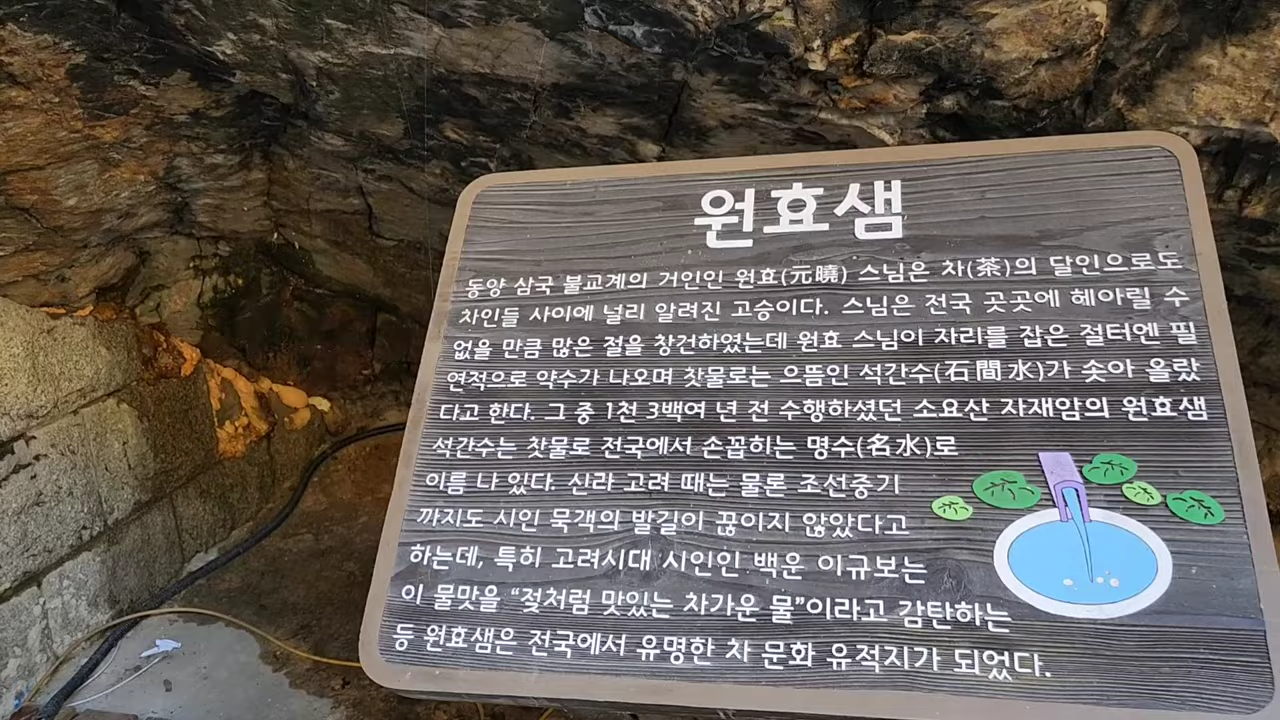 원효샘
동양 삼국 불교계의 거인인 원효(元曉) 스님은 차(茶)의 달인으로도
차인들 사이에 널리 알려진 고승이다. 스님은 전국 곳곳에 헤아릴 수
없을 만큼 많은 절을 창건하였는데 원효 스님이 자리를 잡은 절터엔 필
연적으로 약수가 나오며 찻물로는 으뜸인 석간수(石間水)가 솟아 올랐
다고 한다. 그 중 1천 3백여 년 전 수행하셨던 소요산 자재암의 원효샘
석간수는 찻물로 전국에서 손꼽히는 명수(名水)로
이름 나 있다. 신라 고려 때는 물론 조선중기
까지도 시인 묵객의 발길이 끊이지 않았다고
하는데, 특히 고려시대 시인인 백운 이규보는
이 물맛을 “젖처럼 맛있는 차가운 물”이라고 감탄하는
등 원효샘은 전국에서 유명한 차 문화 유적지가 되었다.